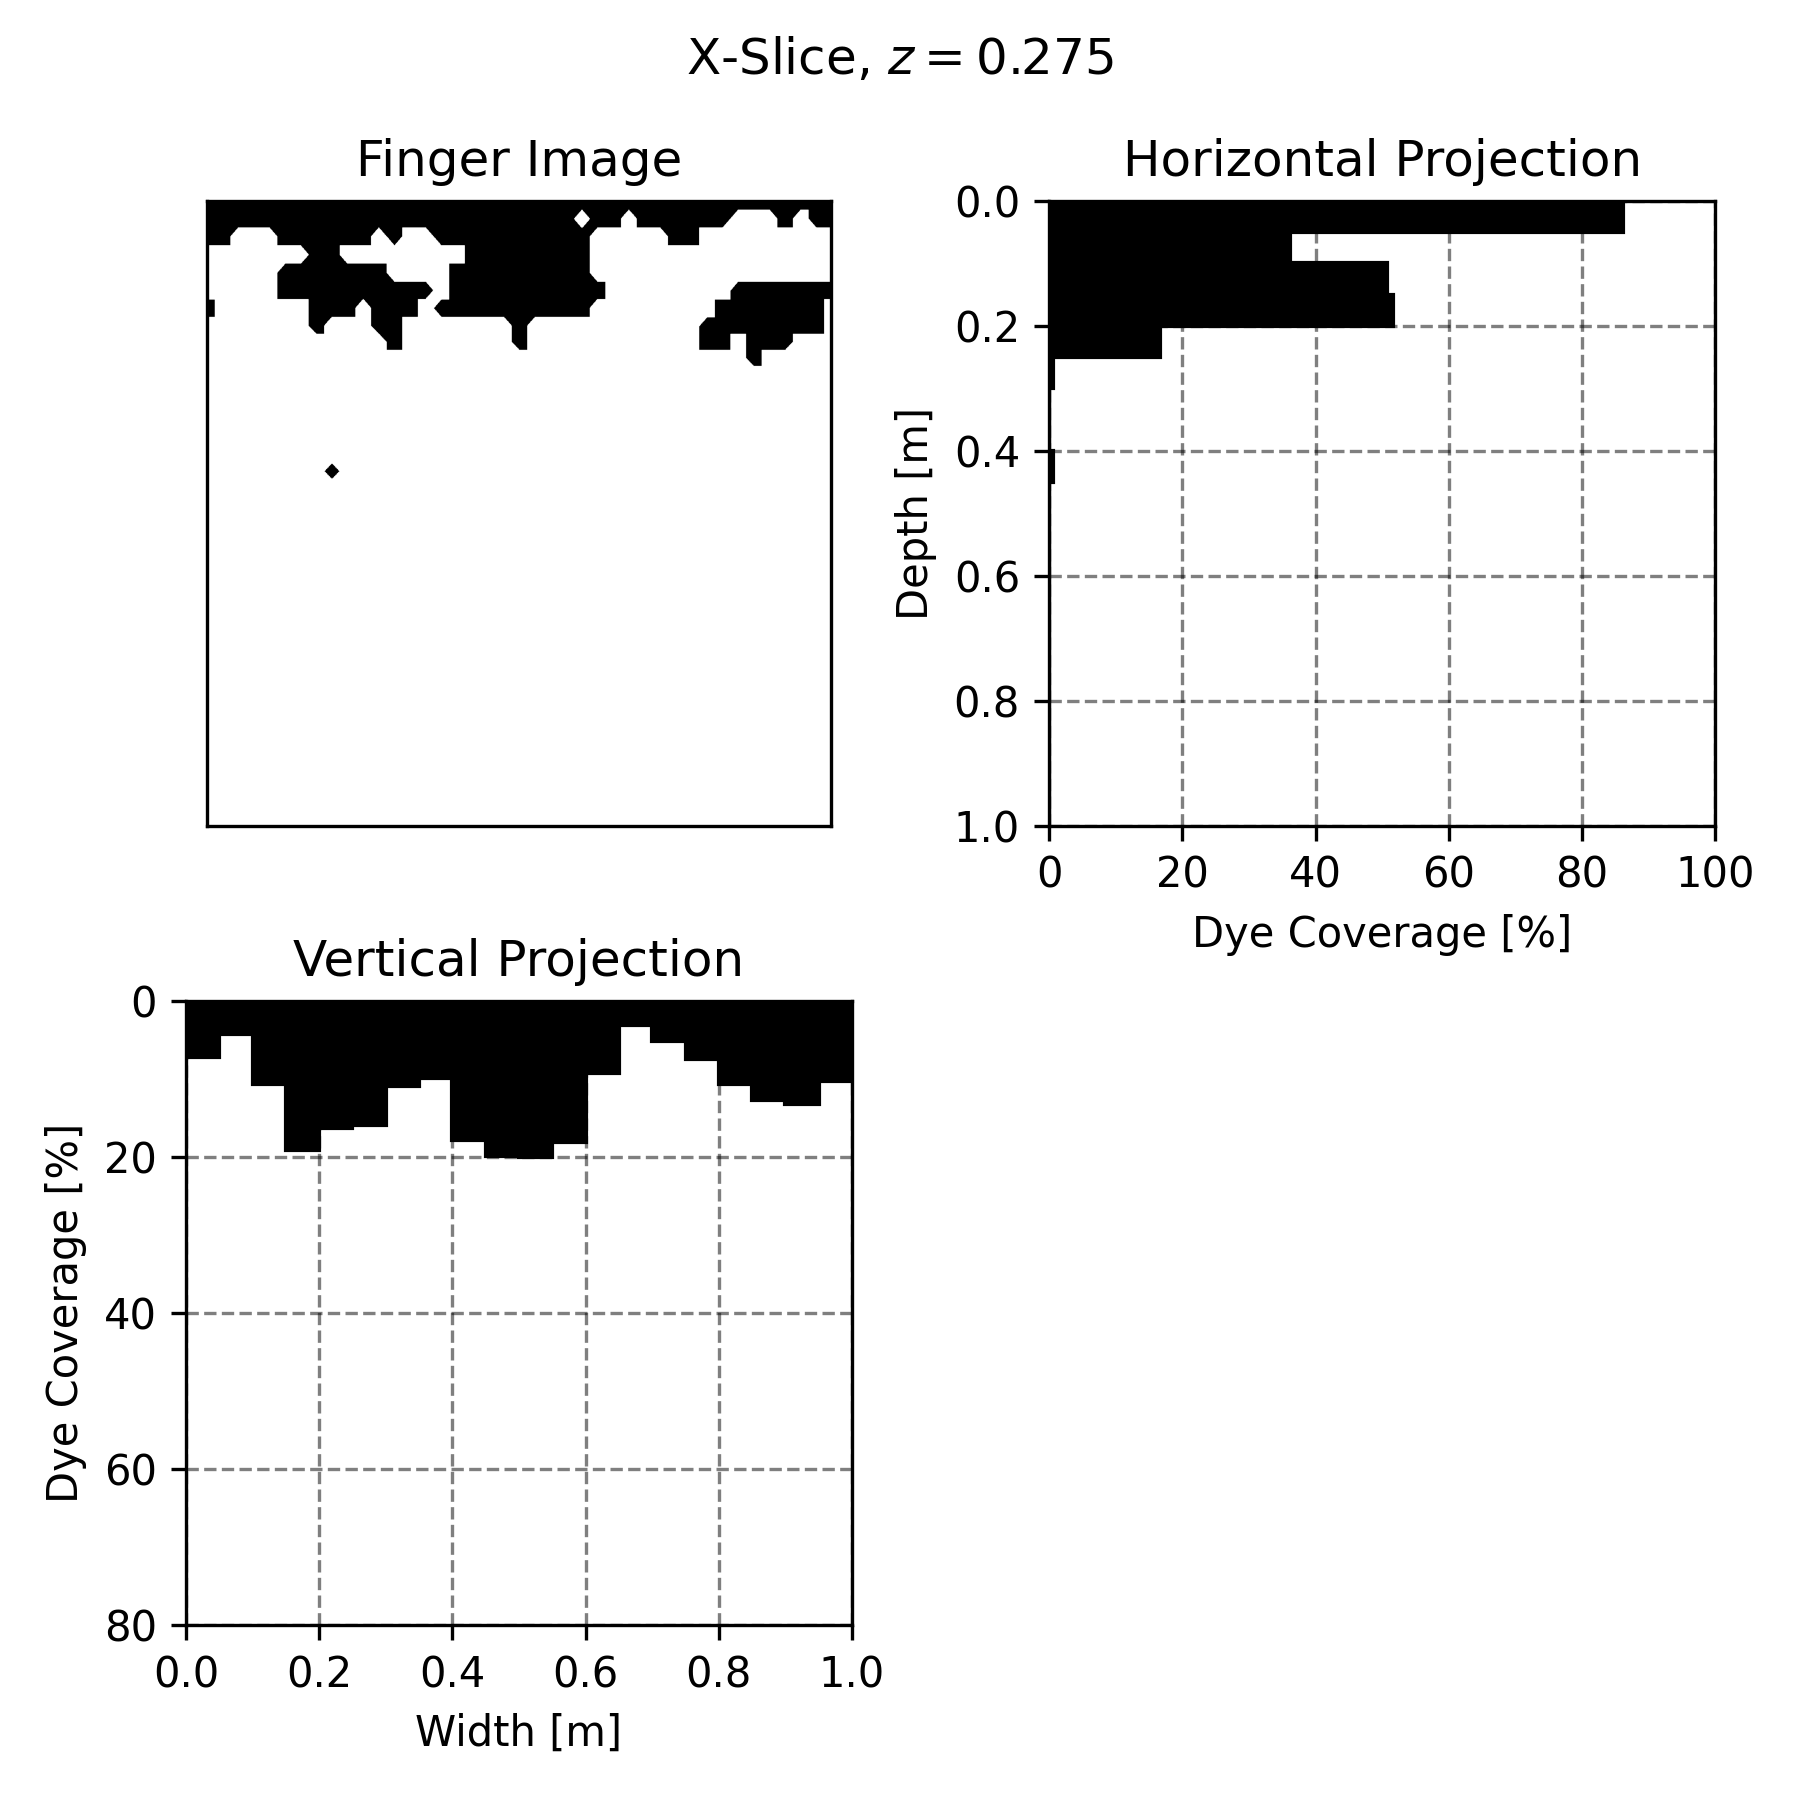 X-Slice, z = 0.275
Finger Image
Horizontal Projection
0.0
0.2
0.4
0.6
0.8
1.0
Depth [m]
0 20 40 60 80 100
Dye Coverage [%]
Vertical Projection
0
20
40
60
80
Dye Coverage [%]
0.0 0.2 0.4 0.6 0.8 1.0
Width [m]